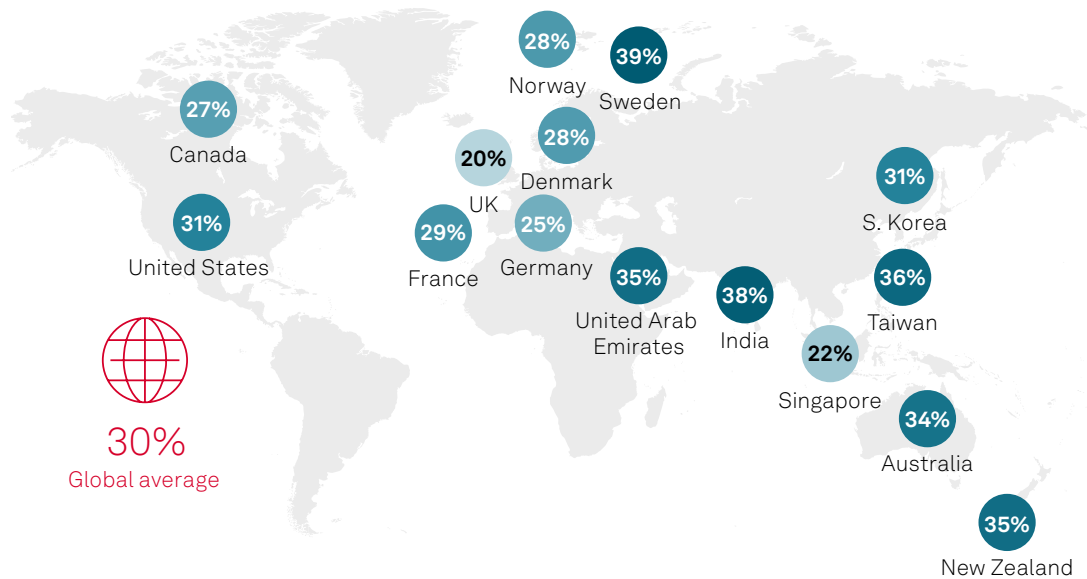 28%
Norway
39%
Sweden
27%
Canada
28%
Denmark
20%
UK
31%
S. Korea
31%
United States
29%
France
25%
Germany
35%
United Arab
Emirates
38%
India
36%
Taiwan
22%
Singapore
34%
Australia
30%
Global average
35%
New Zealand